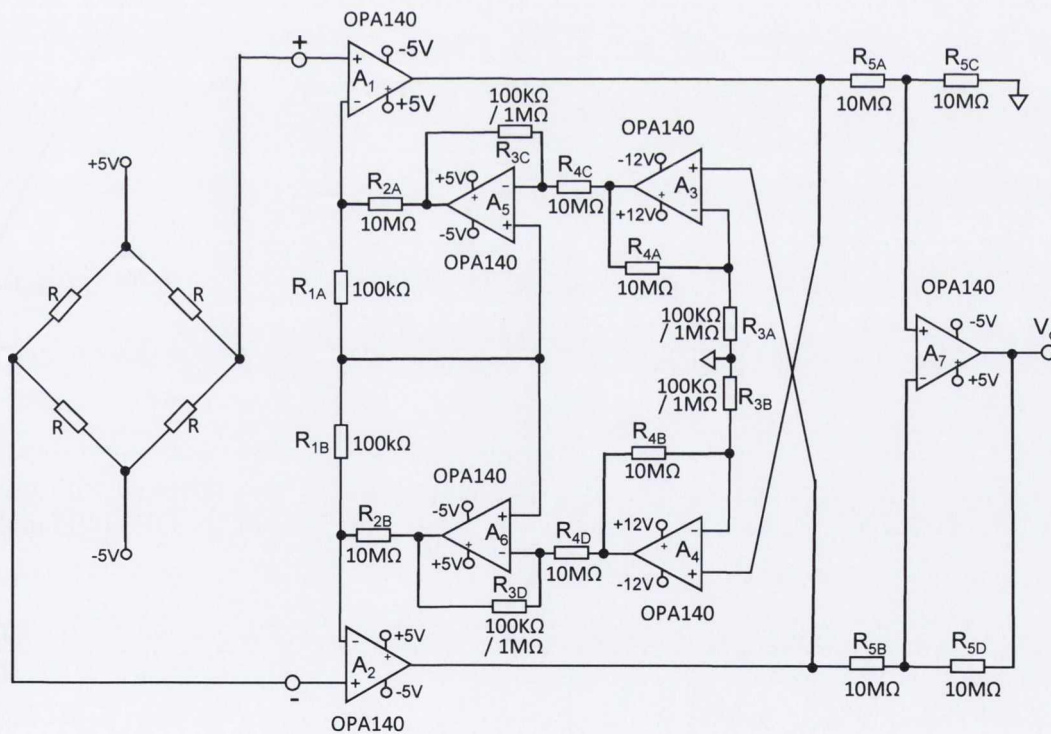 OPA140
+
-5V
+
A1
-
+
+5V
R5A
10MΩ
R5C
10MΩ
100KΩ
/ 1MΩ
R3C
OPA140
-12V
+
A3
-
+
+12V
R4C
10MΩ
+5V
+
-
A5
+
-5V
OPA140
R2A
10MΩ
R4A
10MΩ
+5V
R
R
R
R
-5V
R1A
100kΩ
100KΩ
/ 1MΩ
R3A
100KΩ
/ 1MΩ
R3B
OPA140
-5V
+
A7
-
+
+5V
Vo
R1B
100kΩ
R4B
10MΩ
OPA140
-5V
+
A6
-
+
+5V
R2B
10MΩ
R4D
10MΩ
+12V
+
-
A4
+
-12V
OPA140
R3D
100KΩ
/ 1MΩ
-
+5V
+
A2
+
-5V
-
OPA140
R5B
10MΩ
R5D
10MΩ